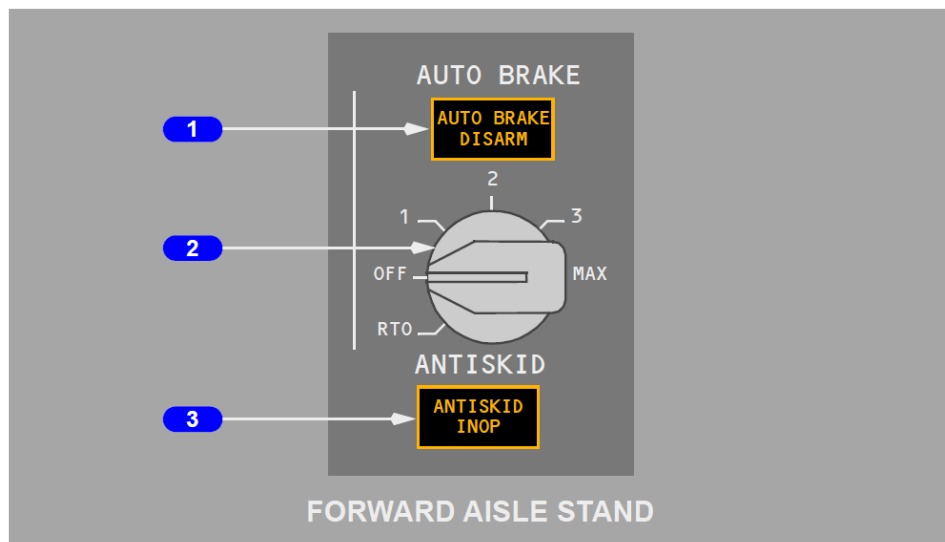 AUTO BRAKE
1
AUTO BRAKE
DISARM
2
1
3
2
OFF
MAX
RTO
ANTISKID
3
ANTISKID
INOP
FORWARD AISLE STAND